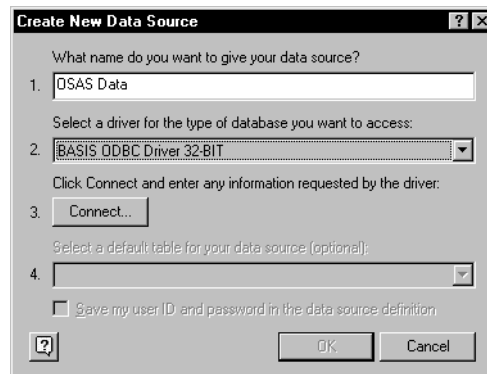 Create New Data Source
What name do you want to give your data source?
1. OSAS Data
Select a driver for the type of database you want to access:
2. BASIS ODBC Driver 32-BIT
Click Connect and enter any information requested by the driver:
3. Connect...
Select a default table for your data source (optional):
4.
Save my user ID and password in the data source definition
OK Cancel